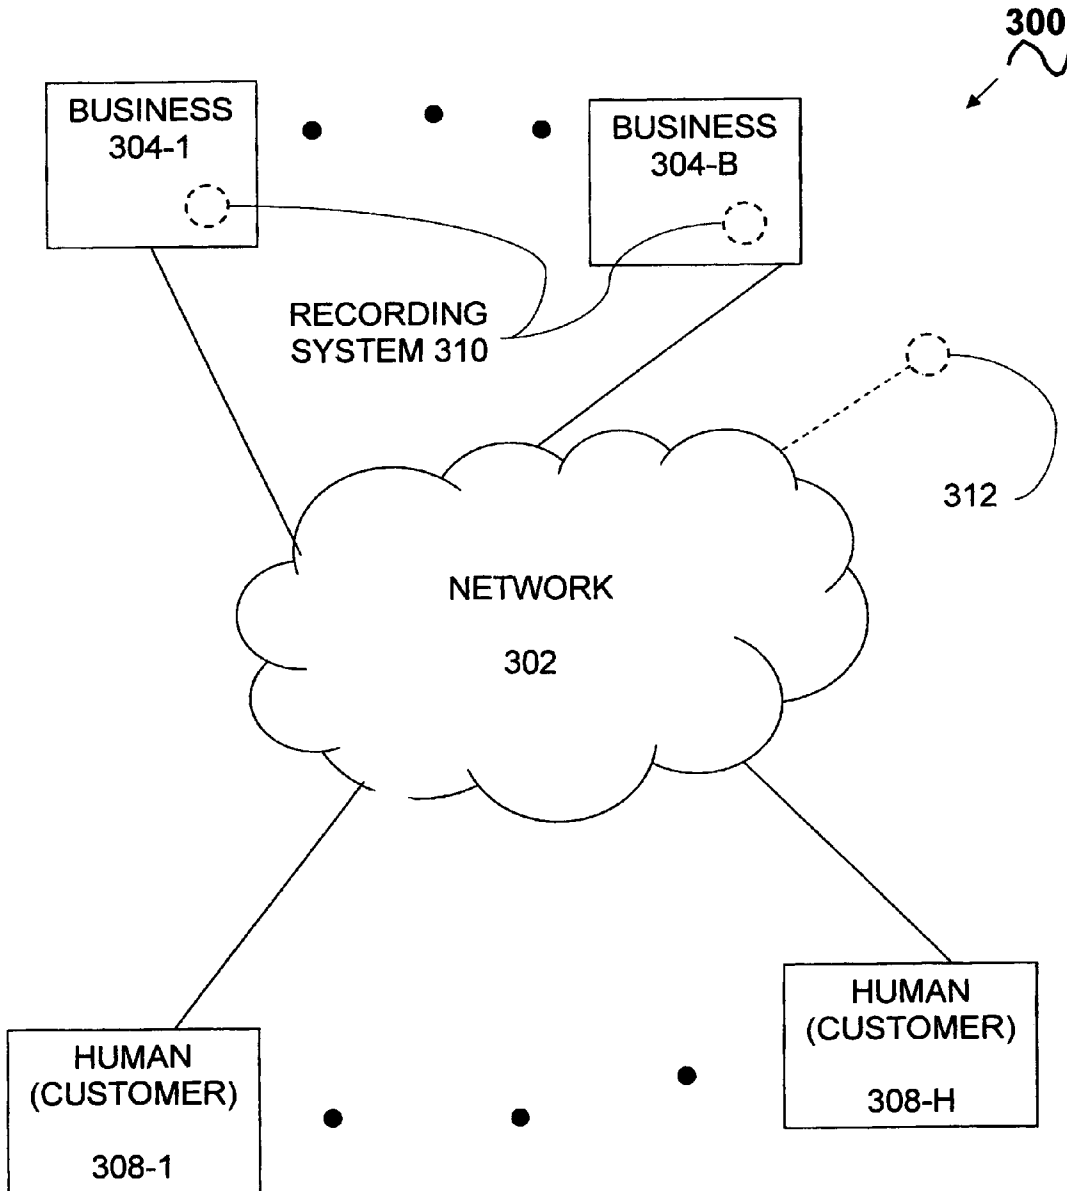 300
BUSINESS
304-1
BUSINESS
304-B
RECORDING
SYSTEM 310
312
NETWORK
302
HUMAN
(CUSTOMER)
308-H
HUMAN
(CUSTOMER)
308-1